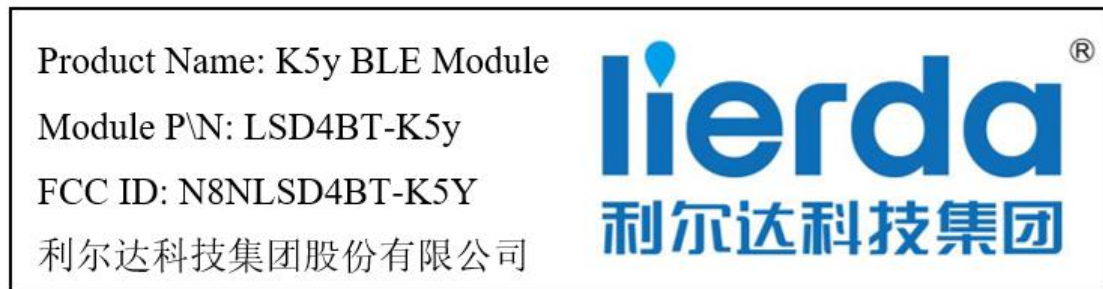 Product Name: K5y BLE Module
Module P\N: LSD4BT-K5y
FCC ID: N8NLSD4BT-K5Y
利尔达科技集团股份有限公司
lierda®
利尔达科技集团